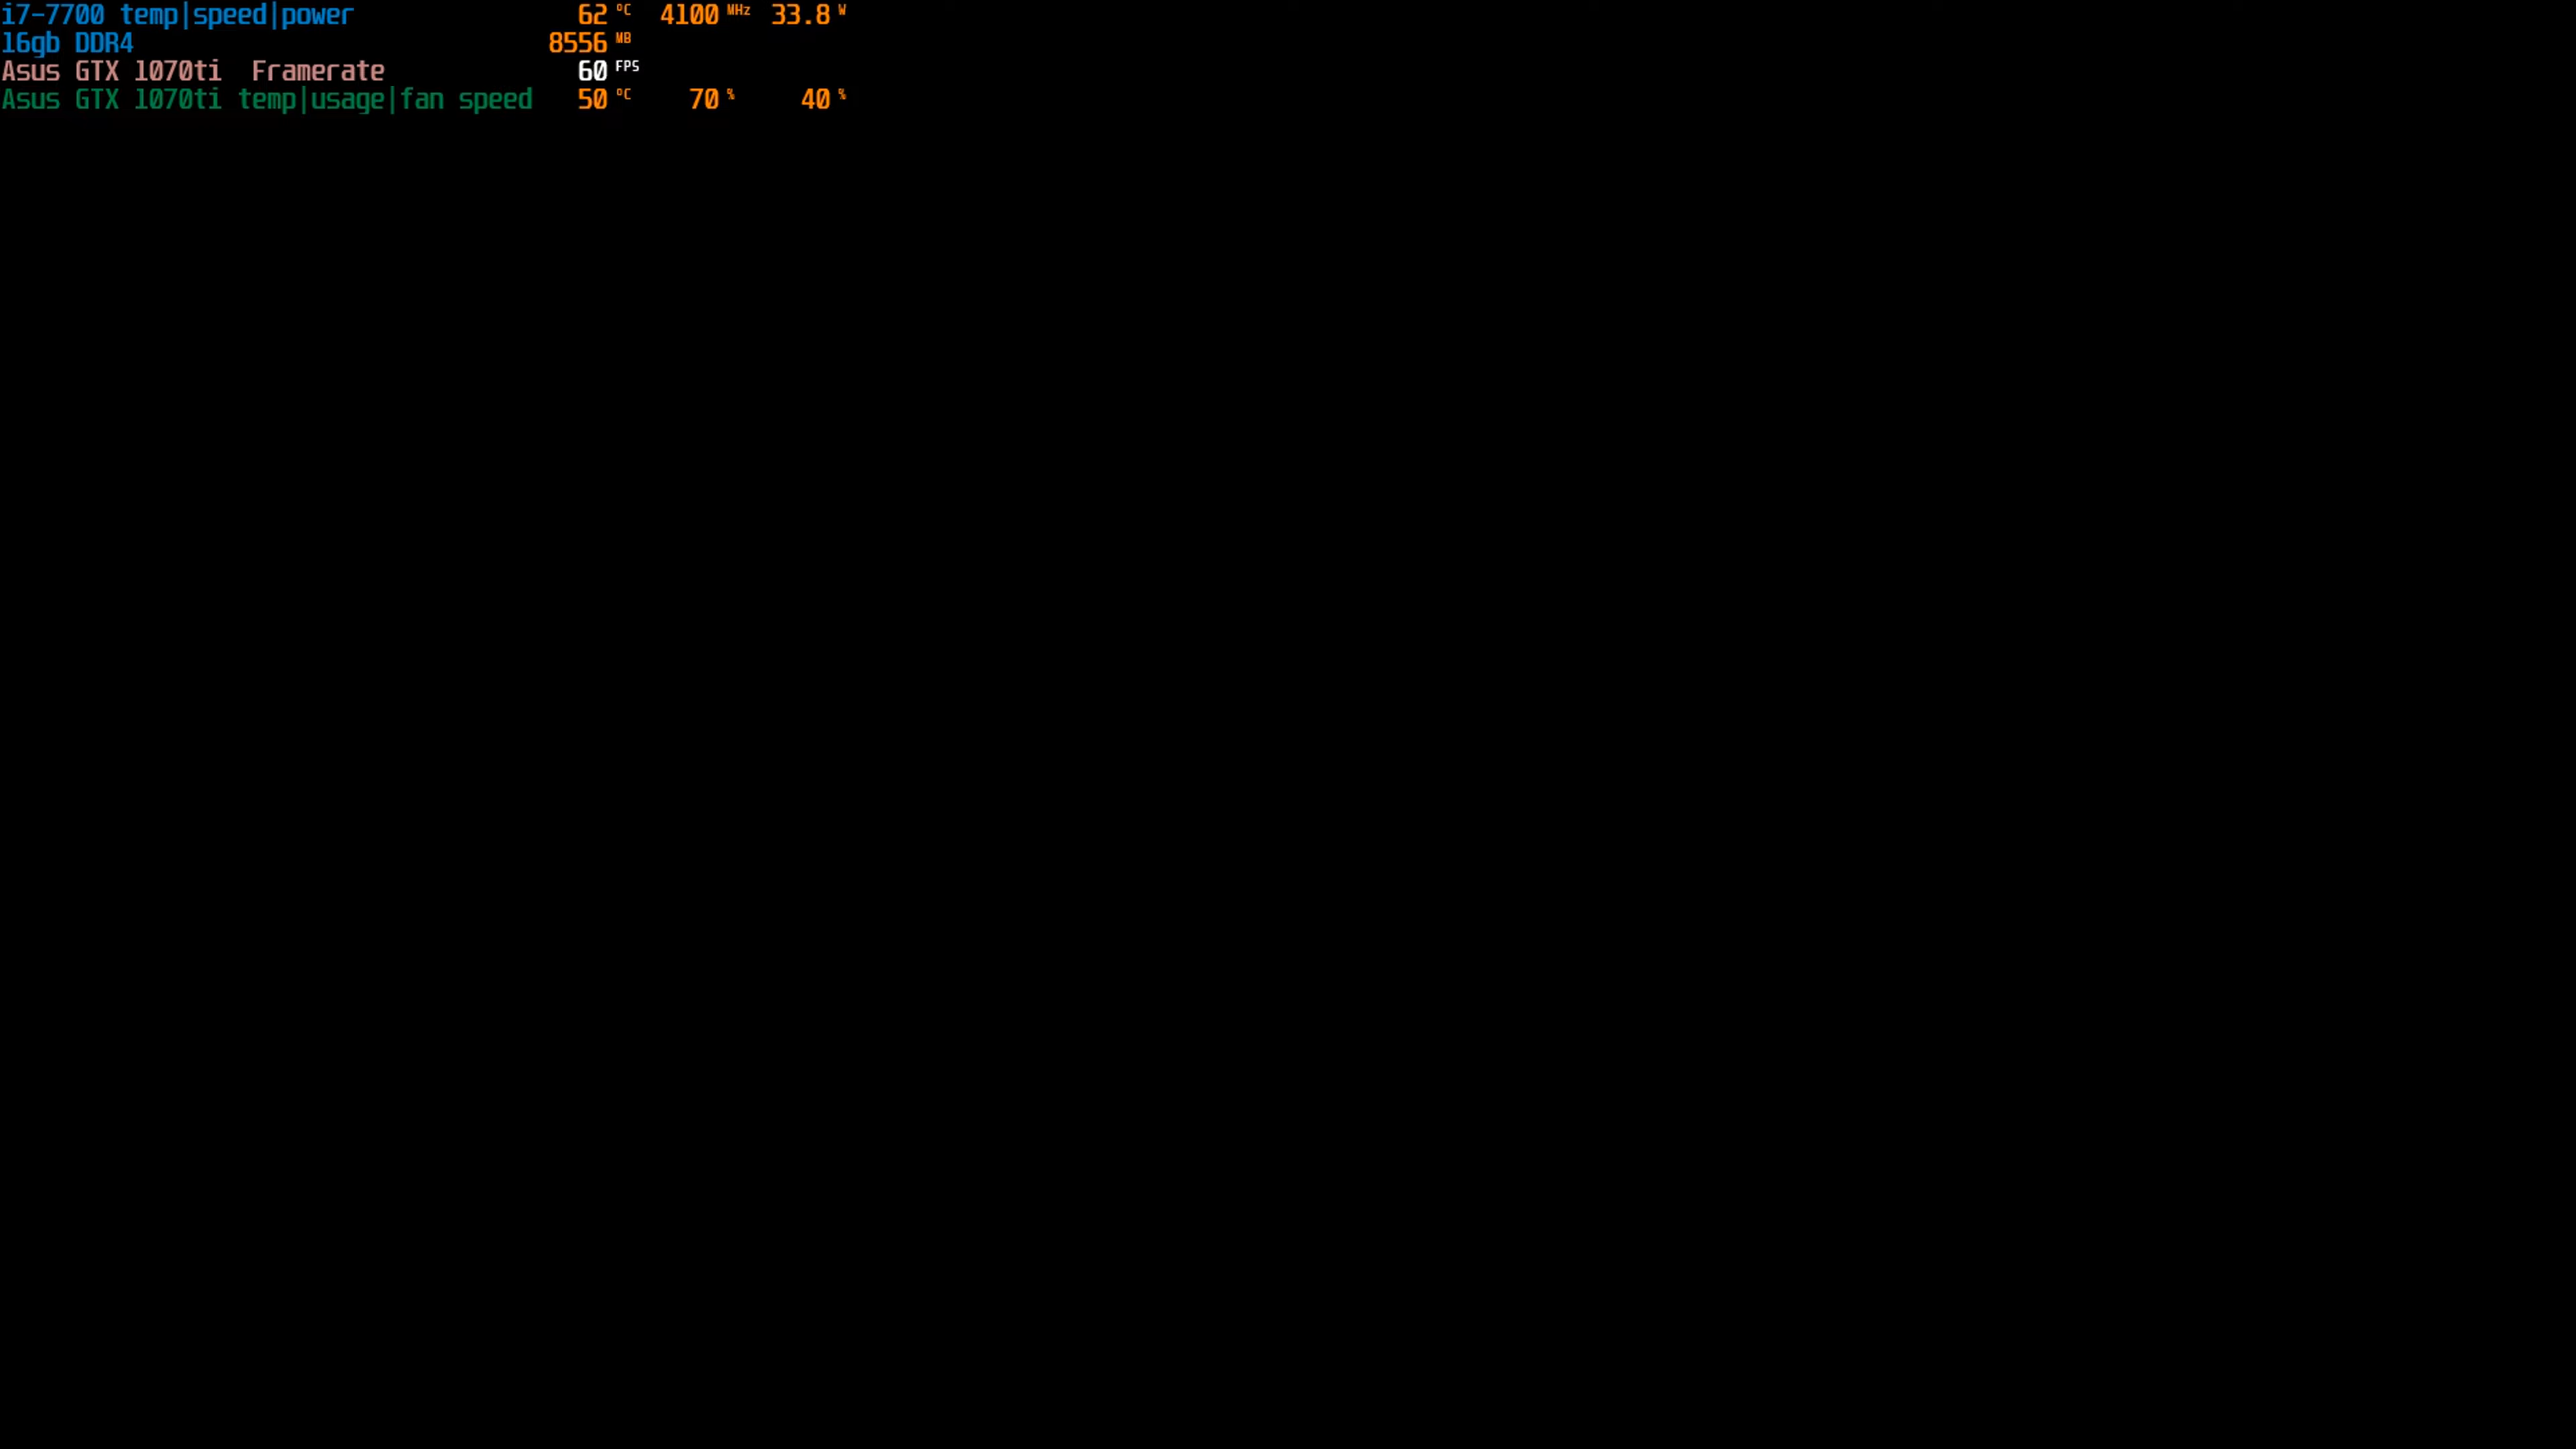 i7-7700 temp|speed|power 62 °C 4100 MHz 33.8 W
16gb DDR4 8556 MB
Asus GTX 1070ti Framerate 60 FPS
Asus GTX 1070ti temp|usage|fan speed 50 °C 70 % 40 %